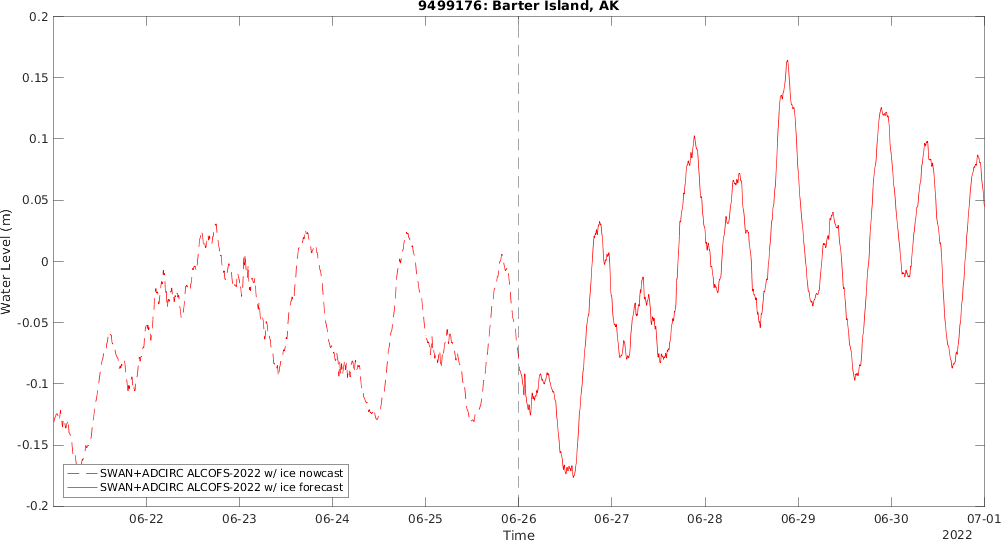 9499176: Barter Island, AK
0.2
0.15
0.1
0.05
0
-0.05
-0.1
-0.15
-0.2
Water Level (m)
SWAN+ADCIRC ALCOFS-2022 w/ ice nowcast
SWAN+ADCIRC ALCOFS-2022 w/ ice forecast
06-22 06-23 06-24 06-25 06-26 06-27 06-28 06-29 06-30 07-01
Time 2022